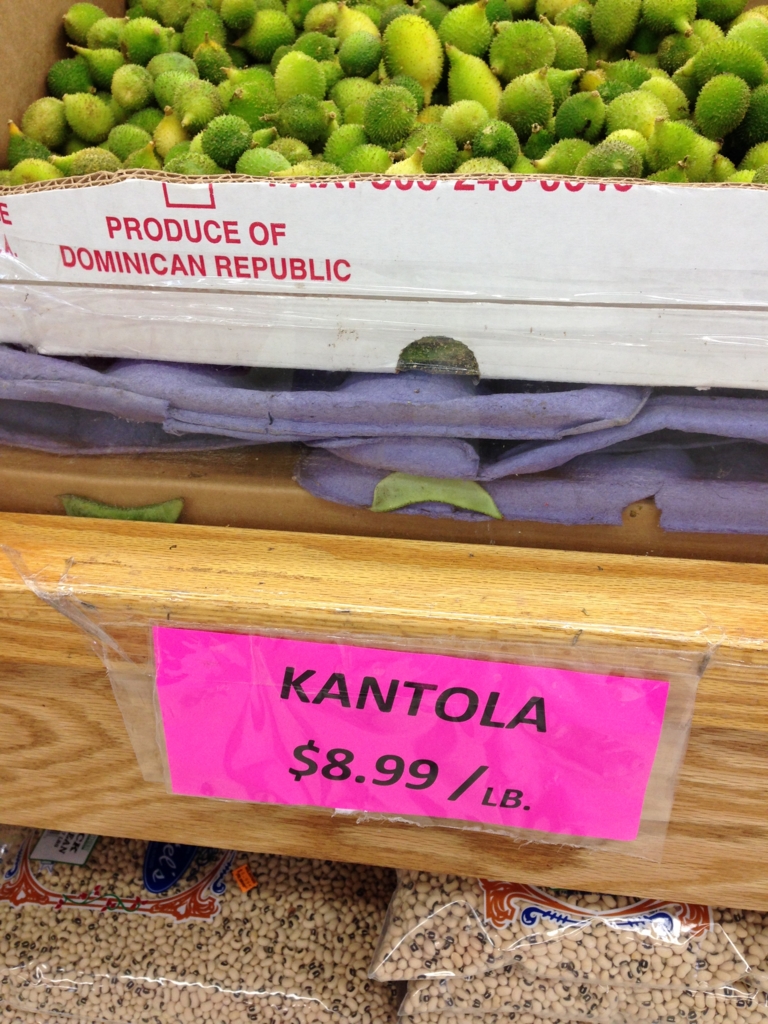 PRODUCE OF
DOMINICAN REPUBLIC
KANTOLA
$8.99/LB.